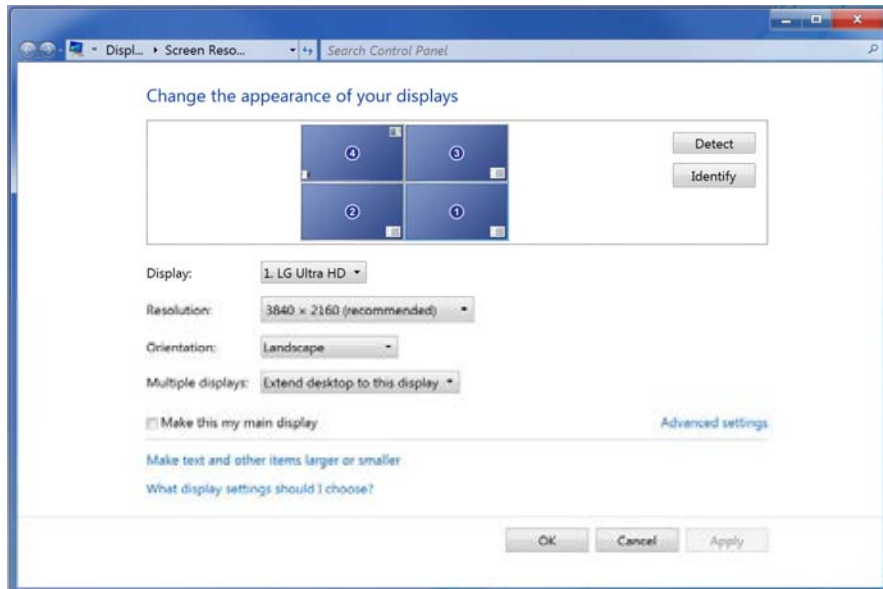 Displ... Screen Reso... Search Control Panel
Change the appearance of your displays
4 3 Detect
Identify
2 1
Display: 1. LG Ultra HD
Resolution: 3840 × 2160 (recommended)
Orientation: Landscape
Multiple displays: Extend desktop to this display
Make this my main display Advanced settings
Make text and other items larger or smaller
What display settings should I choose?
OK Cancel Apply